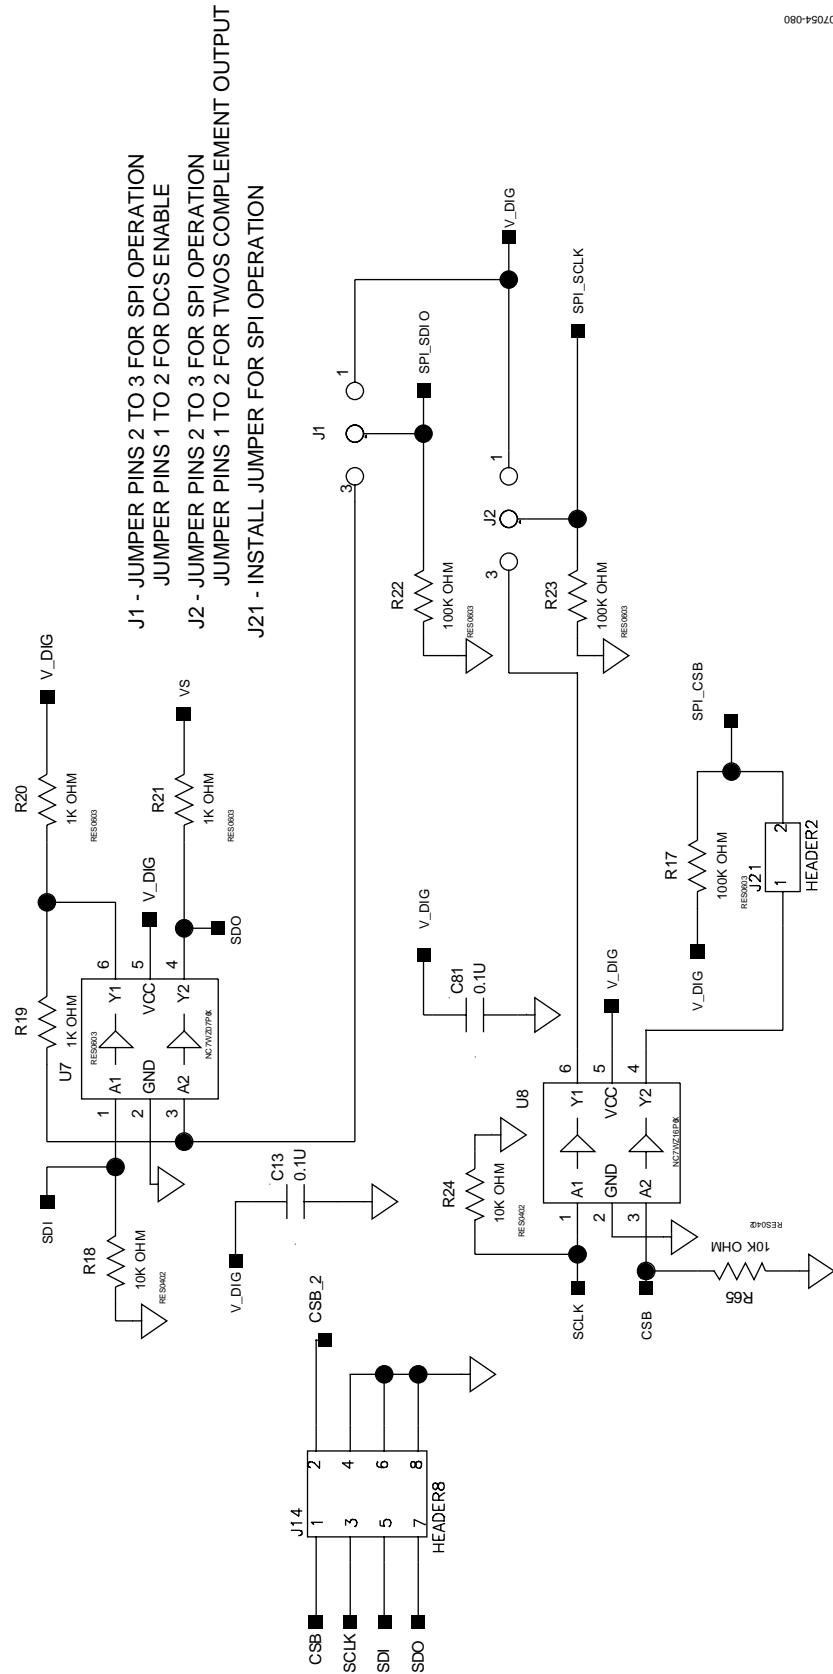 J1 - JUMPER PINS 2 TO 3 FOR SPI OPERATION
JUMPER PINS 1 TO 2 FOR DCS ENABLE
J2 - JUMPER PINS 2 TO 3 FOR SPI OPERATION
JUMPER PINS 1 TO 2 FOR TWOS COMPLEMENT OUTPUT
J21 - INSTALL JUMPER FOR SPI OPERATION
07054-080
V_DIG
R20
1K OHM
RES0603
VS
R21
1K OHM
RES0603
V_DIG
SDO
R19
1K OHM
RES0603
U7
6
5
4
Y1
VCC
Y2
A1
GND
A2
1
2
3
NC7WZ07P6X
SDI
R18
10K OHM
RES0402
C13
0.1U
V_DIG
J1
1
3
SPI_SDIO
R22
100K OHM
RES0603
V_DIG
J2
1
3
SPI_SCLK
R23
100K OHM
RES0603
SPI_CSB
R17
100K OHM
RES0603
V_DIG
J21
1
2
HEADER2
V_DIG
C81
0.1U
V_DIG
U8
6
5
4
Y1
VCC
Y2
A1
GND
A2
1
2
3
NC7WZ16P6X
R24
10K OHM
RES0402
SCLK
CSB
R65
10K OHM
RES0402
CSB_2
J14
2
4
6
8
1
3
5
7
HEADER8
CSB
SCLK
SDI
SDO